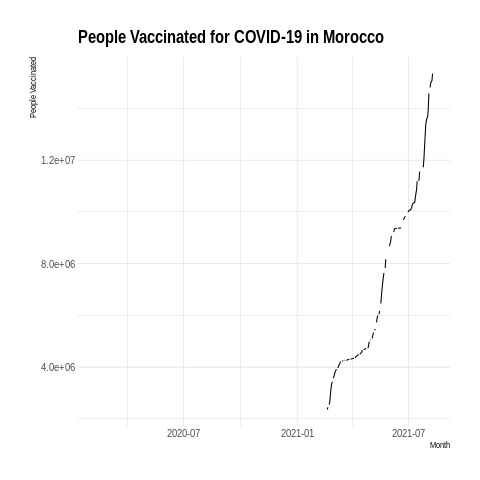 People Vaccinated for COVID-19 in Morocco
People Vaccinated
1.2e+07
8.0e+06
4.0e+06
2020-07
2021-01
2021-07
Month